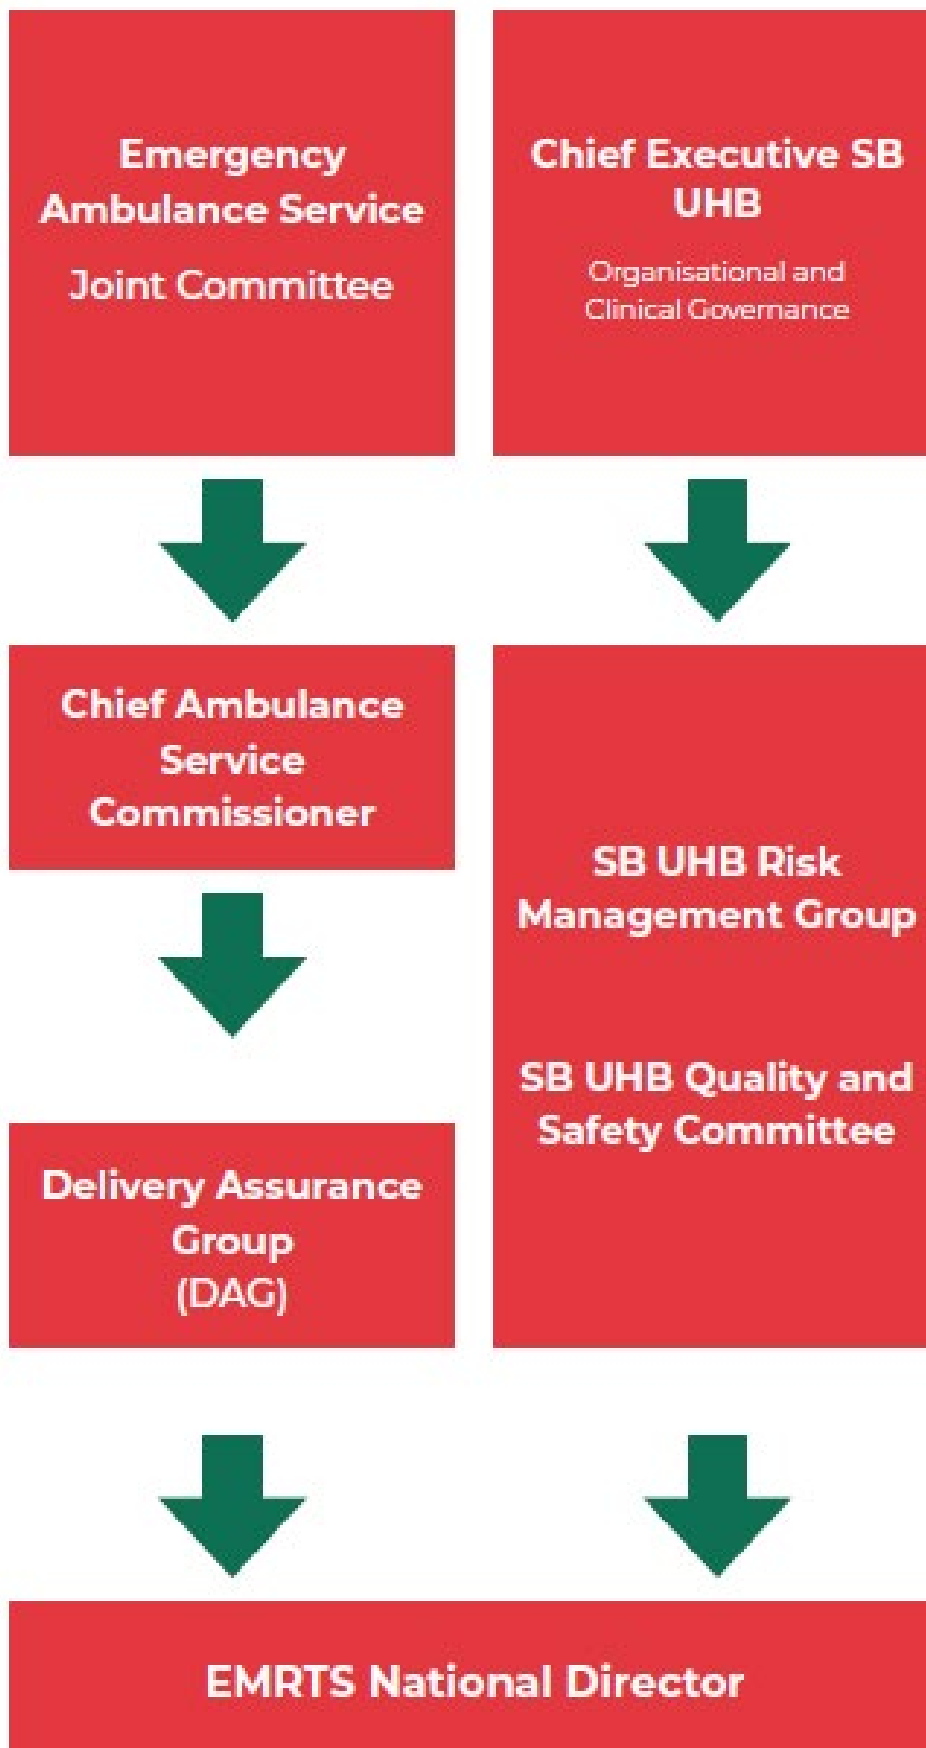 Emergency
Ambulance Service
Joint Committee
Chief Executive SB
UHB
Organisational and
Clinical Governance
Chief Ambulance
Service
Commissioner
SB UHB Risk
Management Group
SB UHB Quality and
Safety Committee
Delivery Assurance
Group
(DAG)
EMRTS National Director